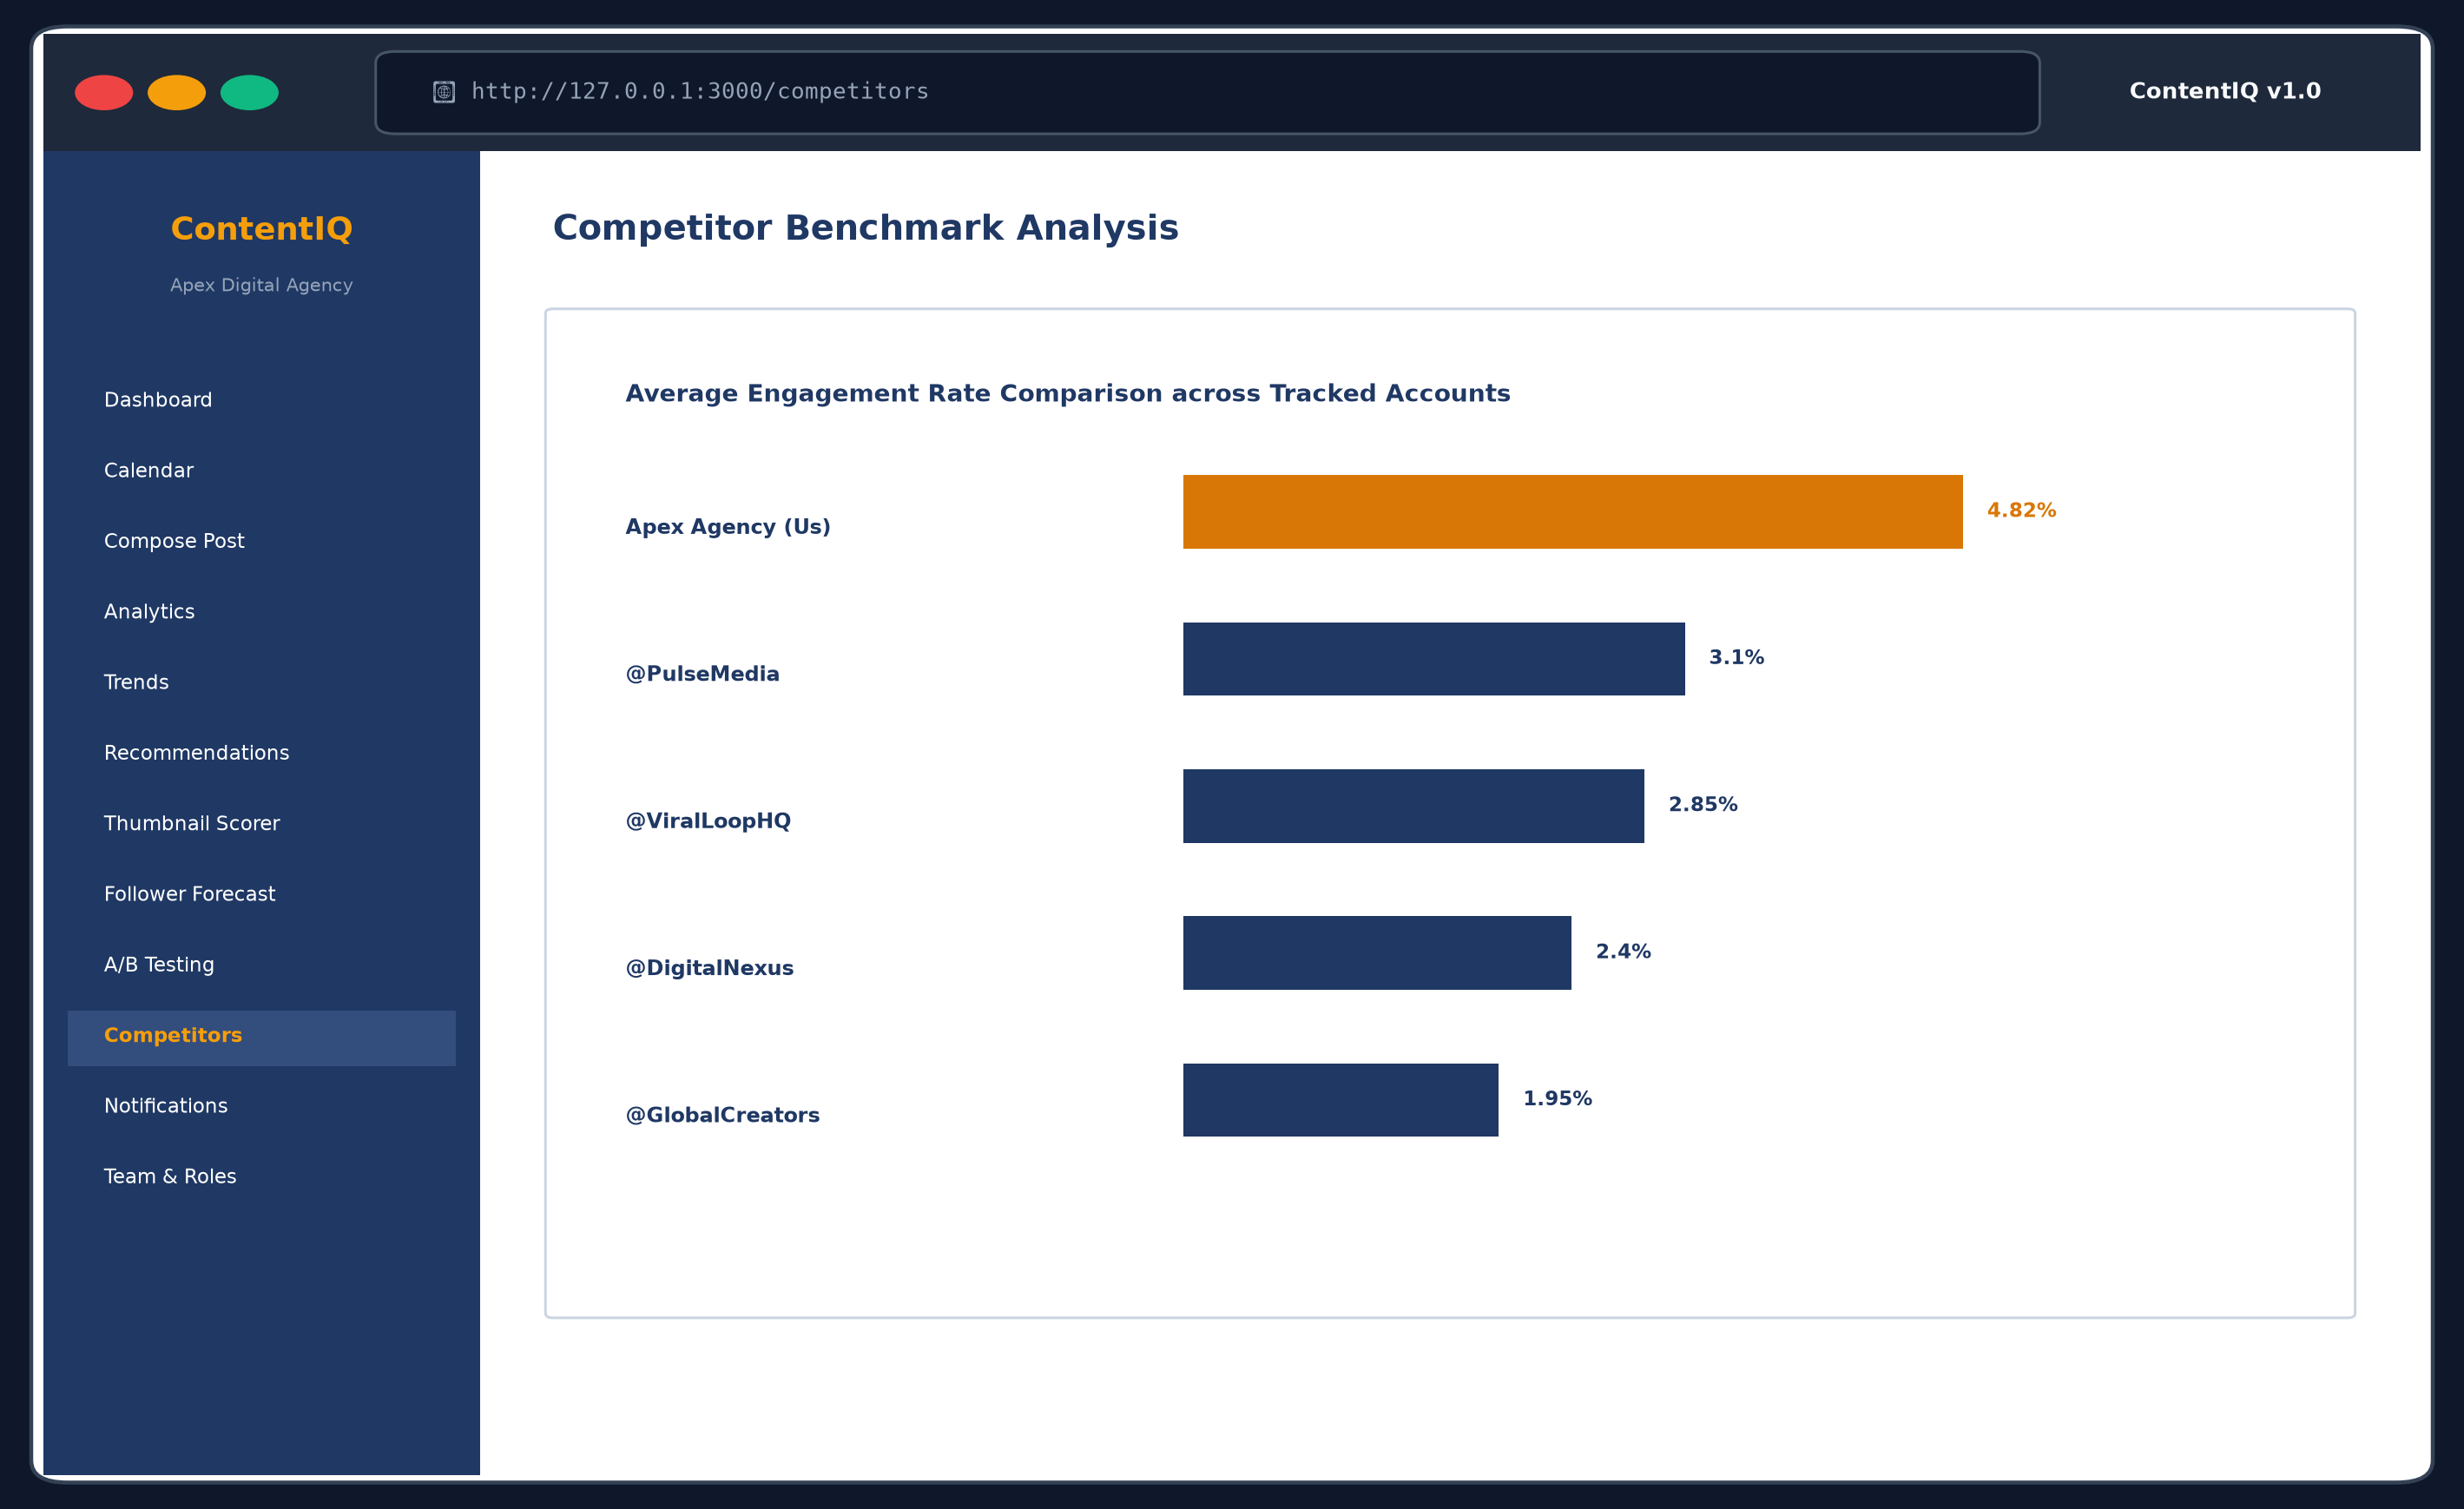 http://127.0.0.1:3000/competitors
ContentIQ v1.0
ContentIQ
Apex Digital Agency
Dashboard
Calendar
Compose Post
Analytics
Trends
Recommendations
Thumbnail Scorer
Follower Forecast
A/B Testing
Competitors
Notifications
Team & Roles
Competitor Benchmark Analysis
Average Engagement Rate Comparison across Tracked Accounts
Apex Agency (Us) 4.82%
@PulseMedia 3.1%
@ViralLoopHQ 2.85%
@DigitalNexus 2.4%
@GlobalCreators 1.95%